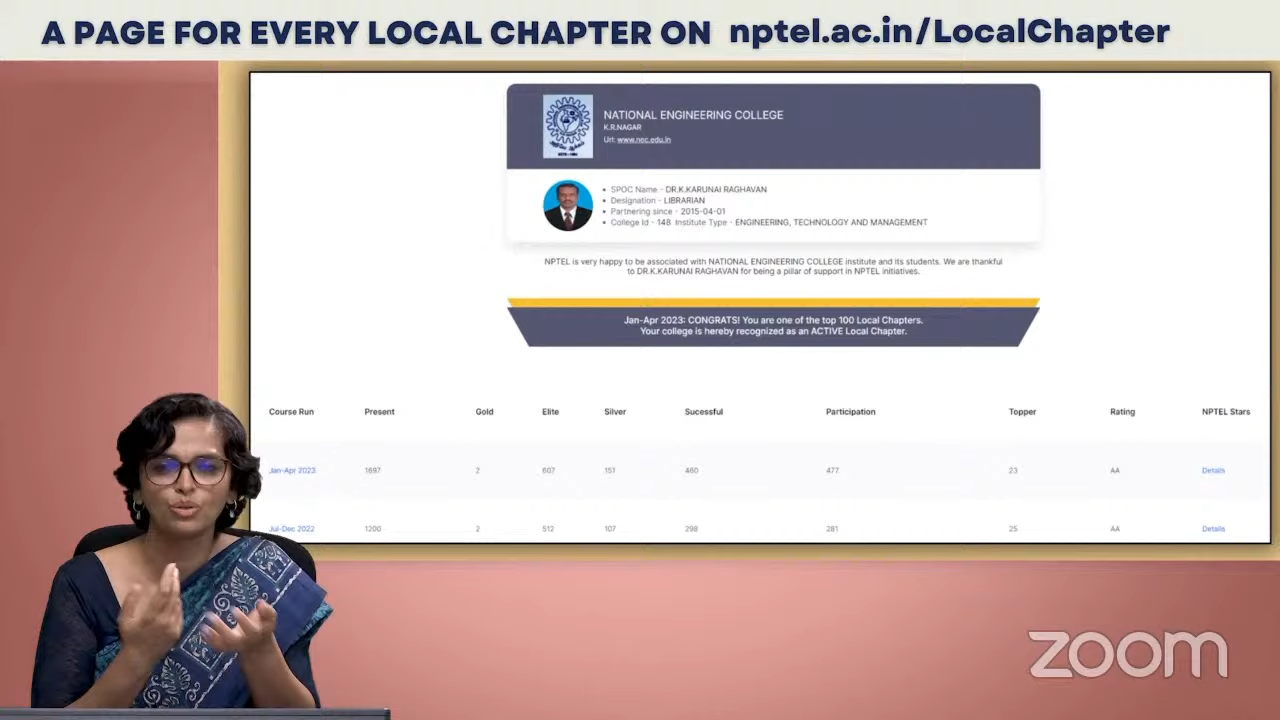 A PAGE FOR EVERY LOCAL CHAPTER ON nptel.ac.in/LocalChapter
NATIONAL ENGINEERING COLLEGE
K.R.NAGAR
Url: www.nec.edu.in
• SPOC Name - DR.K.KARUNAI RAGHAVAN
• Designation - LIBRARIAN
• Partnering since - 2015-04-01
• College Id - 148 Institute Type - ENGINEERING, TECHNOLOGY AND MANAGEMENT
NPTEL is very happy to be associated with NATIONAL ENGINEERING COLLEGE institute and its students. We are thankful
to DR.K.KARUNAI RAGHAVAN for being a pillar of support in NPTEL initiatives.
Jan-Apr 2023: CONGRATS! You are one of the top 100 Local Chapters.
Your college is hereby recognized as an ACTIVE Local Chapter.
Course Run Present Gold Elite Silver Sucessful Participation Topper Rating NPTEL Stars
Jan-Apr 2023 1697 2 607 151 460 477 23 AA Details
Jul-Dec 2022 1200 2 512 107 298 281 25 AA Details
zoom